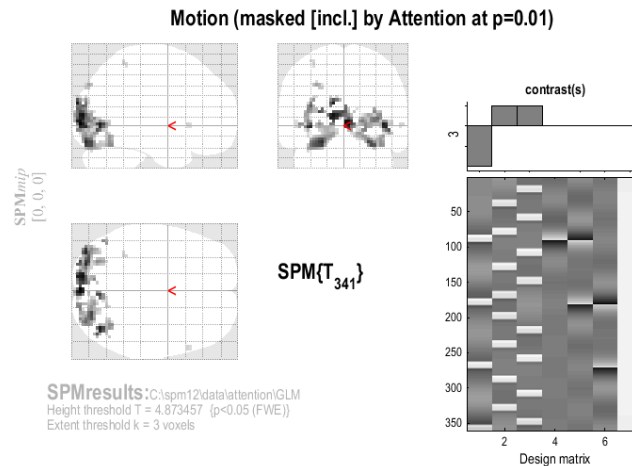 Motion (masked [incl.] by Attention at p=0.01)
SPMmip
[0, 0, 0]
<
<
<
SPM{T341}
SPMresults: C:\spm12\data\attention\GLM
Height threshold T = 4.873457 {p<0.05 (FWE)}
Extent threshold k = 3 voxels
contrast(s)
3
50
100
150
200
250
300
350
2 4 6
Design matrix